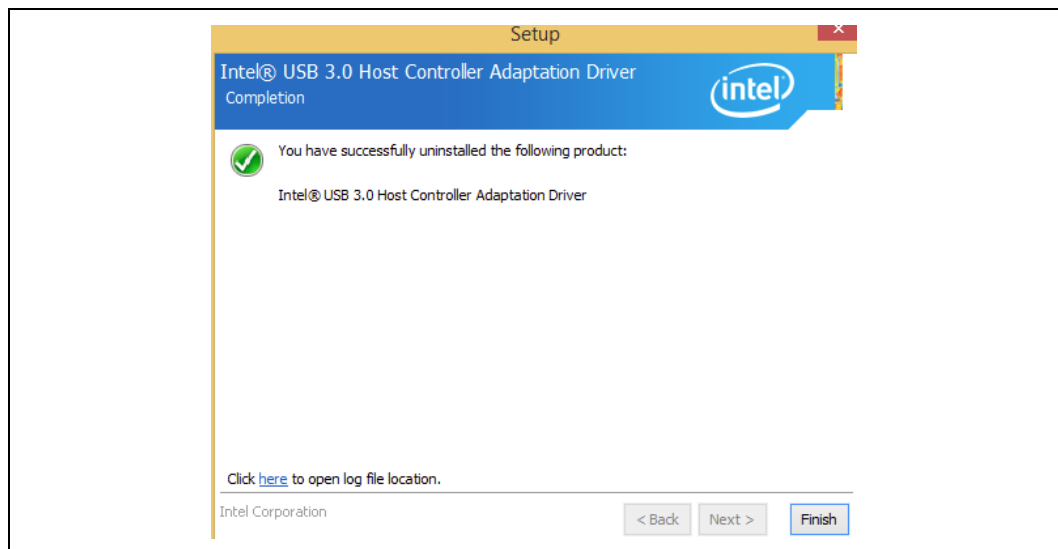 Setup
Intel® USB 3.0 Host Controller Adaptation Driver
Completion
intel
You have successfully uninstalled the following product:
Intel® USB 3.0 Host Controller Adaptation Driver
Click here to open log file location.
Intel Corporation
< Back Next > Finish